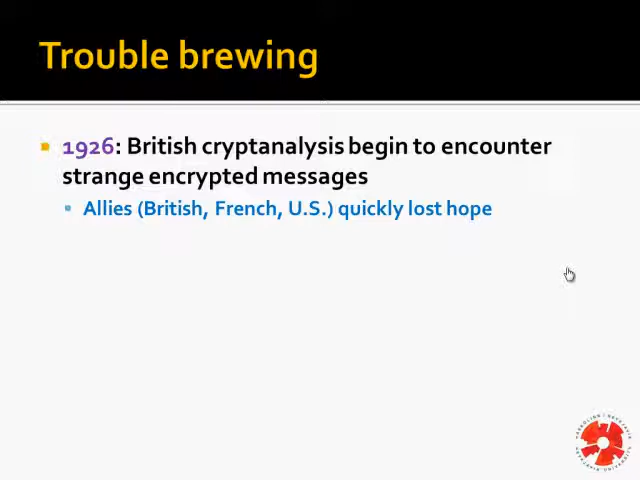 Trouble brewing
1926: British cryptanalysis begin to encounter
strange encrypted messages
Allies (British, French, U.S.) quickly lost hope